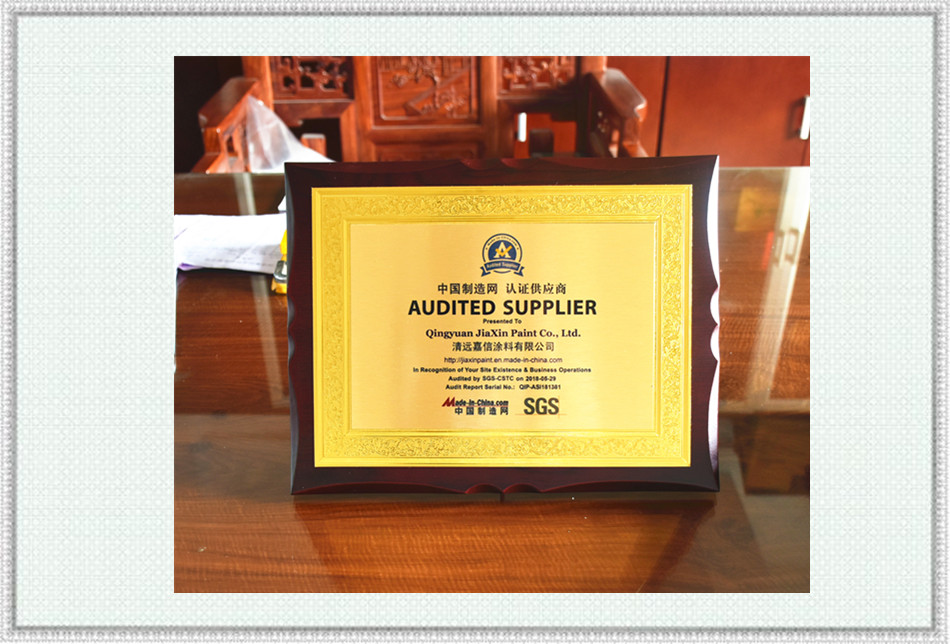 Audited Supplier
中国制造网 认证供应商
AUDITED SUPPLIER
Presented To
Qingyuan JiaXin Paint Co., Ltd.
清远嘉信涂料有限公司
http://jiaxinpaint.en.made-in-china.com
In Recognition of Your Site Existence & Business Operations
Audited by SGS-CSTC on 2018-05-29
Audit Report Serial No.: QIP-ASI181381
Made-in-China.com
中国制造网
SGS